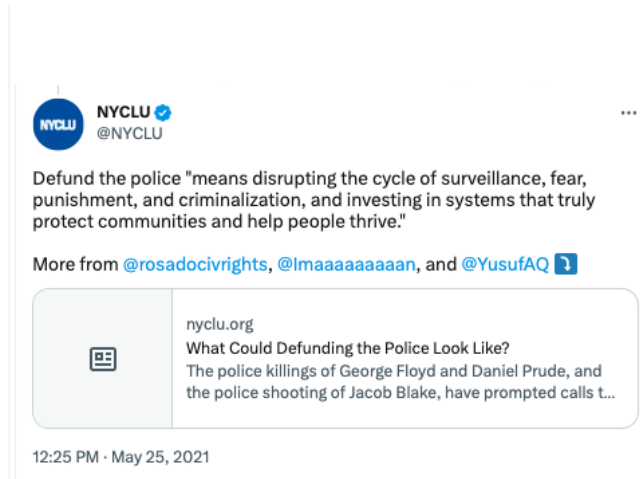 NYCLU
NYCLU
@NYCLU
Defund the police "means disrupting the cycle of surveillance, fear,
punishment, and criminalization, and investing in systems that truly
protect communities and help people thrive."
More from @rosadocivrights, @Imaaaaaaaaan, and @YusufAQ
nyclu.org
What Could Defunding the Police Look Like?
The police killings of George Floyd and Daniel Prude, and
the police shooting of Jacob Blake, have prompted calls t...
12:25 PM · May 25, 2021